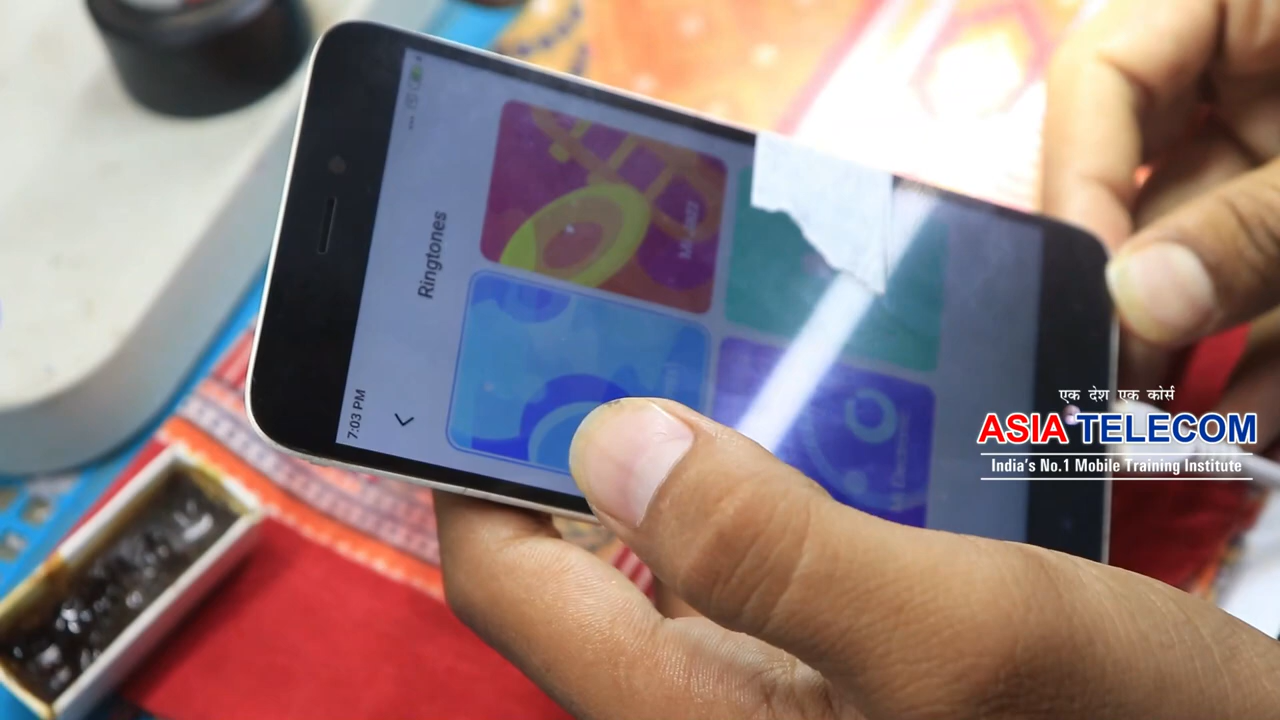 Ringtones
7:03 PM
एक देश एक कोर्स
ASIA TELECOM
India's No.1 Mobile Training Institute